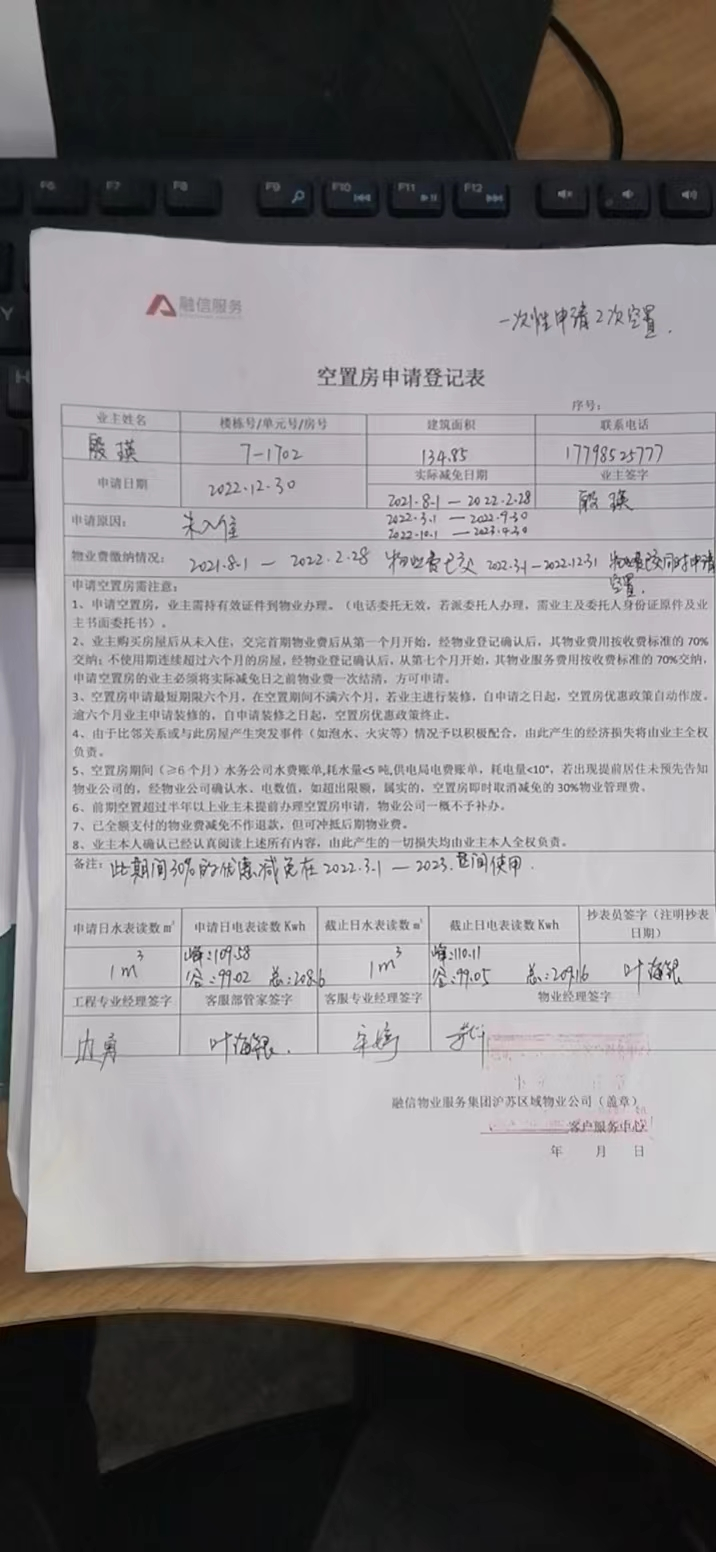 F6 F7 F8 F9 F10 F11 F12
Y
H
融信服务
一次性申请2次空置.
空置房申请登记表
序号：
业主姓名 楼栋号/单元号/房号 建筑面积 联系电话
殷瑛 7-1702 134.85 17798525777
申请日期 2022.12.30 实际减免日期 业主签字
2021.8.1 — 2022.2.28 殷瑛
申请原因： 未入住 2022.3.1 — 2022.9.30
2022.10.1 — 2023.4.30
物业费缴纳情况： 2021.8.1 — 2022.2.28 物业费已交 2022.3.1 — 2022.12.31 物业费已交同时申请
空置.
申请空置房需注意：
1、申请空置房，业主需持有效证件到物业办理。（电话委托无效，若派委托人办理，需业主及委托人身份证原件及业
主书面委托书）。
2、业主购买房屋后从未入住，交完首期物业费后从第一个月开始，经物业登记确认后，其物业费用按收费标准的 70%
交纳；不使用期连续超过六个月的房屋，经物业登记确认后，从第七个月开始，其物业服务费用按收费标准的 70%交纳，
申请空置房的业主必须将实际减免日之前物业费一次结清，方可申请。
3、空置房申请最短期限六个月，在空置期间不满六个月，若业主进行装修，自申请之日起，空置房优惠政策自动作废。
逾六个月业主申请装修的，自申请装修之日起，空置房优惠政策终止。
4、由于比邻关系或与此房屋产生突发事件（如泡水、火灾等）情况予以积极配合，由此产生的经济损失将由业主全权
负责。
5、空置房期间（≥6 个月）水务公司水费账单,耗水量<5 吨,供电局电费账单，耗电量<10°，若出现提前居住未预先告知
物业公司的，经物业公司确认水、电数值，如超出限额，属实的，空置房即时取消减免的 30%物业管理费。
6、前期空置超过半年以上业主未提前办理空置房申请，物业公司一概不予补办。
7、已全额支付的物业费减免不作退款，但可冲抵后期物业费。
8、业主本人确认已经认真阅读上述所有内容，由此产生的一切损失均由业主本人全权负责。
备注： 此期间30%的优惠减免在2022.3.1 — 2023. 区间使用.
申请日水表读数 m³ 申请日电表读数 Kwh 截止日水表读数 m³ 截止日电表读数 Kwh 抄表员签字（注明抄表
日期）
1m³ 峰:109.58 1m³ 峰:110.11
谷:99.02 总:208.6 谷:99.05 总:209.16 叶海银
工程专业经理签字 客服部管家签字 客服专业经理签字 物业经理签字
叶海银.
融信物业服务集团沪苏区域物业公司（盖章）
客户服务中心
年 月 日